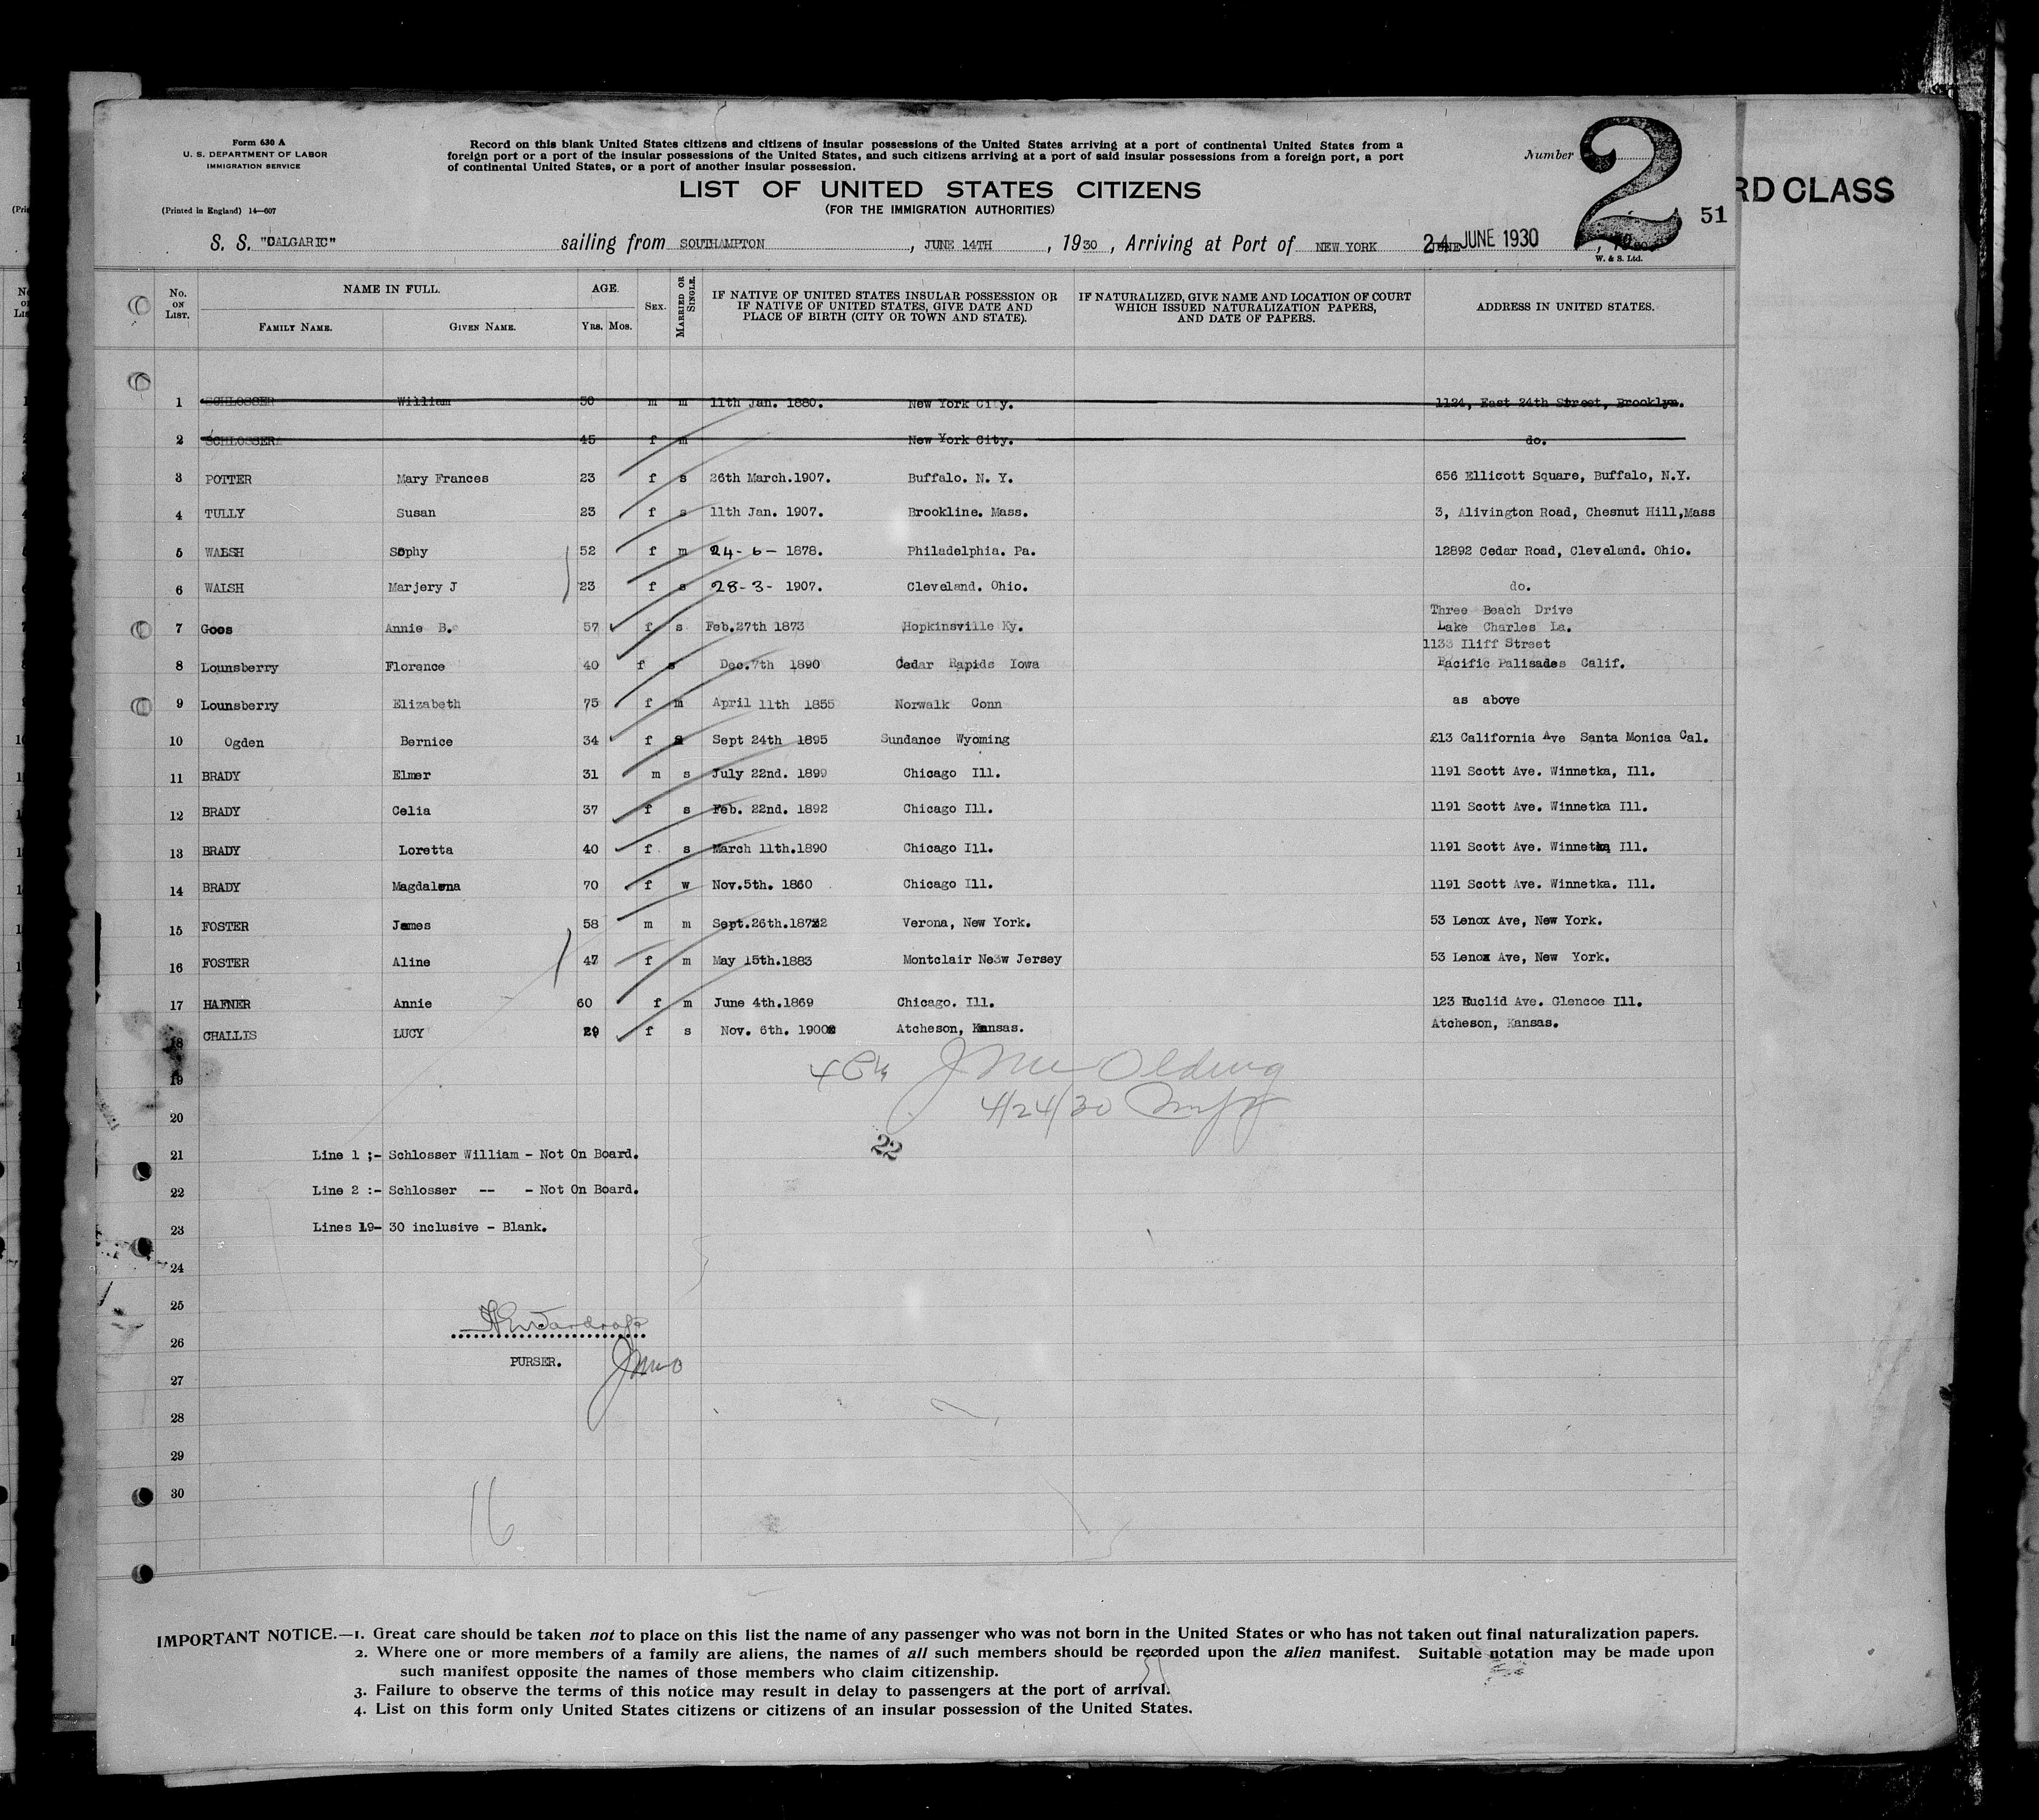 Form 630 A
U. S. DEPARTMENT OF LABOR
IMMIGRATION SERVICE
(Printed in England) 14—607
Record on this blank United States citizens and citizens of insular possessions of the United States arriving at a port of continental United States from a
foreign port or a port of the insular possessions of the United States, and such citizens arriving at a port of said insular possessions from a foreign port, a port
of continental United States, or a port of another insular possession.
LIST OF UNITED STATES CITIZENS
(FOR THE IMMIGRATION AUTHORITIES)
Number 2
51
RD CLASS
S. S. "CALGARIC" sailing from SOUTHAMPTON, JUNE 14TH, 1930, Arriving at Port of NEW YORK 24 JUNE 1930
W. & S. Ltd.
No. ON LIST. NAME IN FULL. FAMILY NAME. GIVEN NAME. AGE. Yrs. Mos. SEX. MARRIED OR SINGLE. IF NATIVE OF UNITED STATES INSULAR POSSESSION OR IF NATIVE OF UNITED STATES, GIVE DATE AND PLACE OF BIRTH (CITY OR TOWN AND STATE). IF NATURALIZED, GIVE NAME AND LOCATION OF COURT WHICH ISSUED NATURALIZATION PAPERS, AND DATE OF PAPERS. ADDRESS IN UNITED STATES.
1 SCHLOSSER William 50 m m 11th Jan. 1880. New York City. 1124, East 24th Street, Brooklyn.
2 SCHLOSSER 45 f m New York City. do.
3 POTTER Mary Frances 23 f s 26th March.1907. Buffalo. N. Y. 656 Ellicott Square, Buffalo, N.Y.
4 TULLY Susan 23 f s 11th Jan. 1907. Brookline. Mass. 3, Alivington Road, Chesnut Hill,Mass
5 WALSH Sophy 52 f m 24-6-1878. Philadelphia. Pa. 12892 Cedar Road, Cleveland. Ohio.
6 WALSH Marjery J 23 f s 28-3-1907. Cleveland. Ohio. do.
Three Beach Drive
7 Goos Annie B. 57 f s Feb.27th 1873 Hopkinsville Ky. Lake Charles La.
1133 Iliff Street
8 Lounsberry Florence 40 f s Dec.7th 1890 Cedar Rapids Iowa Pacific Palisades Calif.
9 Lounsberry Elizabeth 75 f m April 11th 1855 Norwalk Conn as above
10 Ogden Bernice 34 f Sept 24th 1895 Sundance Wyoming £13 California Ave Santa Monica Cal.
11 BRADY Elmer 31 m s July 22nd. 1899 Chicago Ill. 1191 Scott Ave. Winnetka, Ill.
12 BRADY Celia 37 f s Feb. 22nd. 1892 Chicago Ill. 1191 Scott Ave. Winnetka Ill.
13 BRADY Loretta 40 f s March 11th.1890 Chicago Ill. 1191 Scott Ave. Winnetka Ill.
14 BRADY Magdalena 70 f w Nov.5th. 1860 Chicago Ill. 1191 Scott Ave. Winnetka. Ill.
15 FOSTER James 58 m m Sept.26th.1872 Verona, New York. 53 Lenox Ave, New York.
16 FOSTER Aline 47 f m May 15th.1883 Montclair New Jersey 53 Lenox Ave, New York.
17 HAFNER Annie 60 f m June 4th.1869 Chicago. Ill. 123 Euclid Ave. Glencoe Ill.
18 CHALLIS LUCY 29 f s Nov. 6th. 1900 Atcheson, Kansas. Atcheson, Kansas.
19
20 4/24/30
22
21 Line 1 ;- Schlosser William - Not On Board.
22 Line 2 :- Schlosser -- - Not On Board.
23 Lines 19- 30 inclusive - Blank.
24
25
26
PURSER.
27
28
29
30
16
IMPORTANT NOTICE.—1. Great care should be taken not to place on this list the name of any passenger who was not born in the United States or who has not taken out final naturalization papers.
2. Where one or more members of a family are aliens, the names of all such members should be recorded upon the alien manifest. Suitable notation may be made upon
such manifest opposite the names of those members who claim citizenship.
3. Failure to observe the terms of this notice may result in delay to passengers at the port of arrival.
4. List on this form only United States citizens or citizens of an insular possession of the United States.